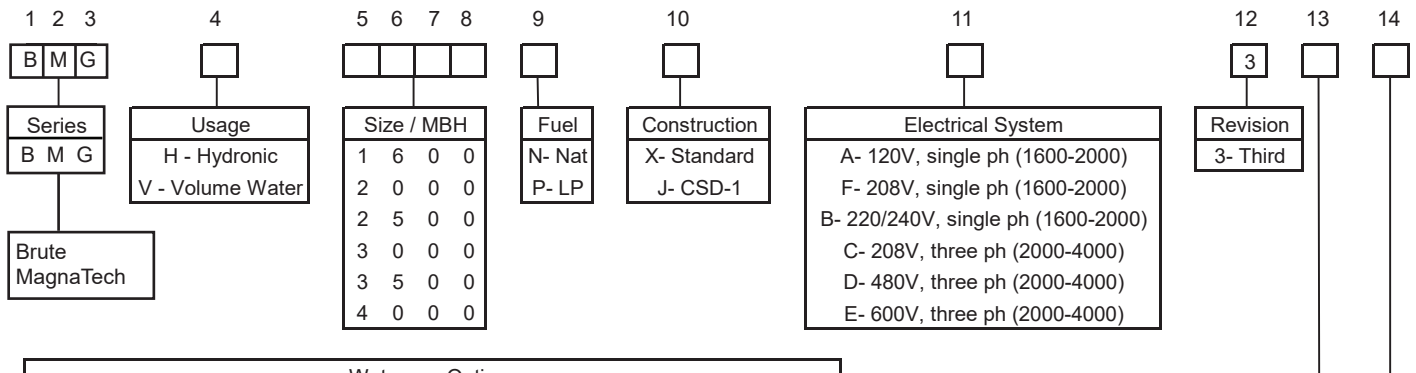 1 2 3 4 5 6 7 8 9 10 11 12 13 14
B M G 3
Series Usage Size / MBH Fuel Construction Electrical System Revision
B M G H - Hydronic 1 6 0 0 N- Nat X- Standard A- 120V, single ph (1600-2000) 3- Third
V - Volume Water 2 0 0 0 P- LP J- CSD-1 F- 208V, single ph (1600-2000)
2 5 0 0 B- 220/240V, single ph (1600-2000)
Brute 3 0 0 0 C- 208V, three ph (2000-4000)
MagnaTech 3 5 0 0 D- 480V, three ph (2000-4000)
4 0 0 0 E- 600V, three ph (2000-4000)